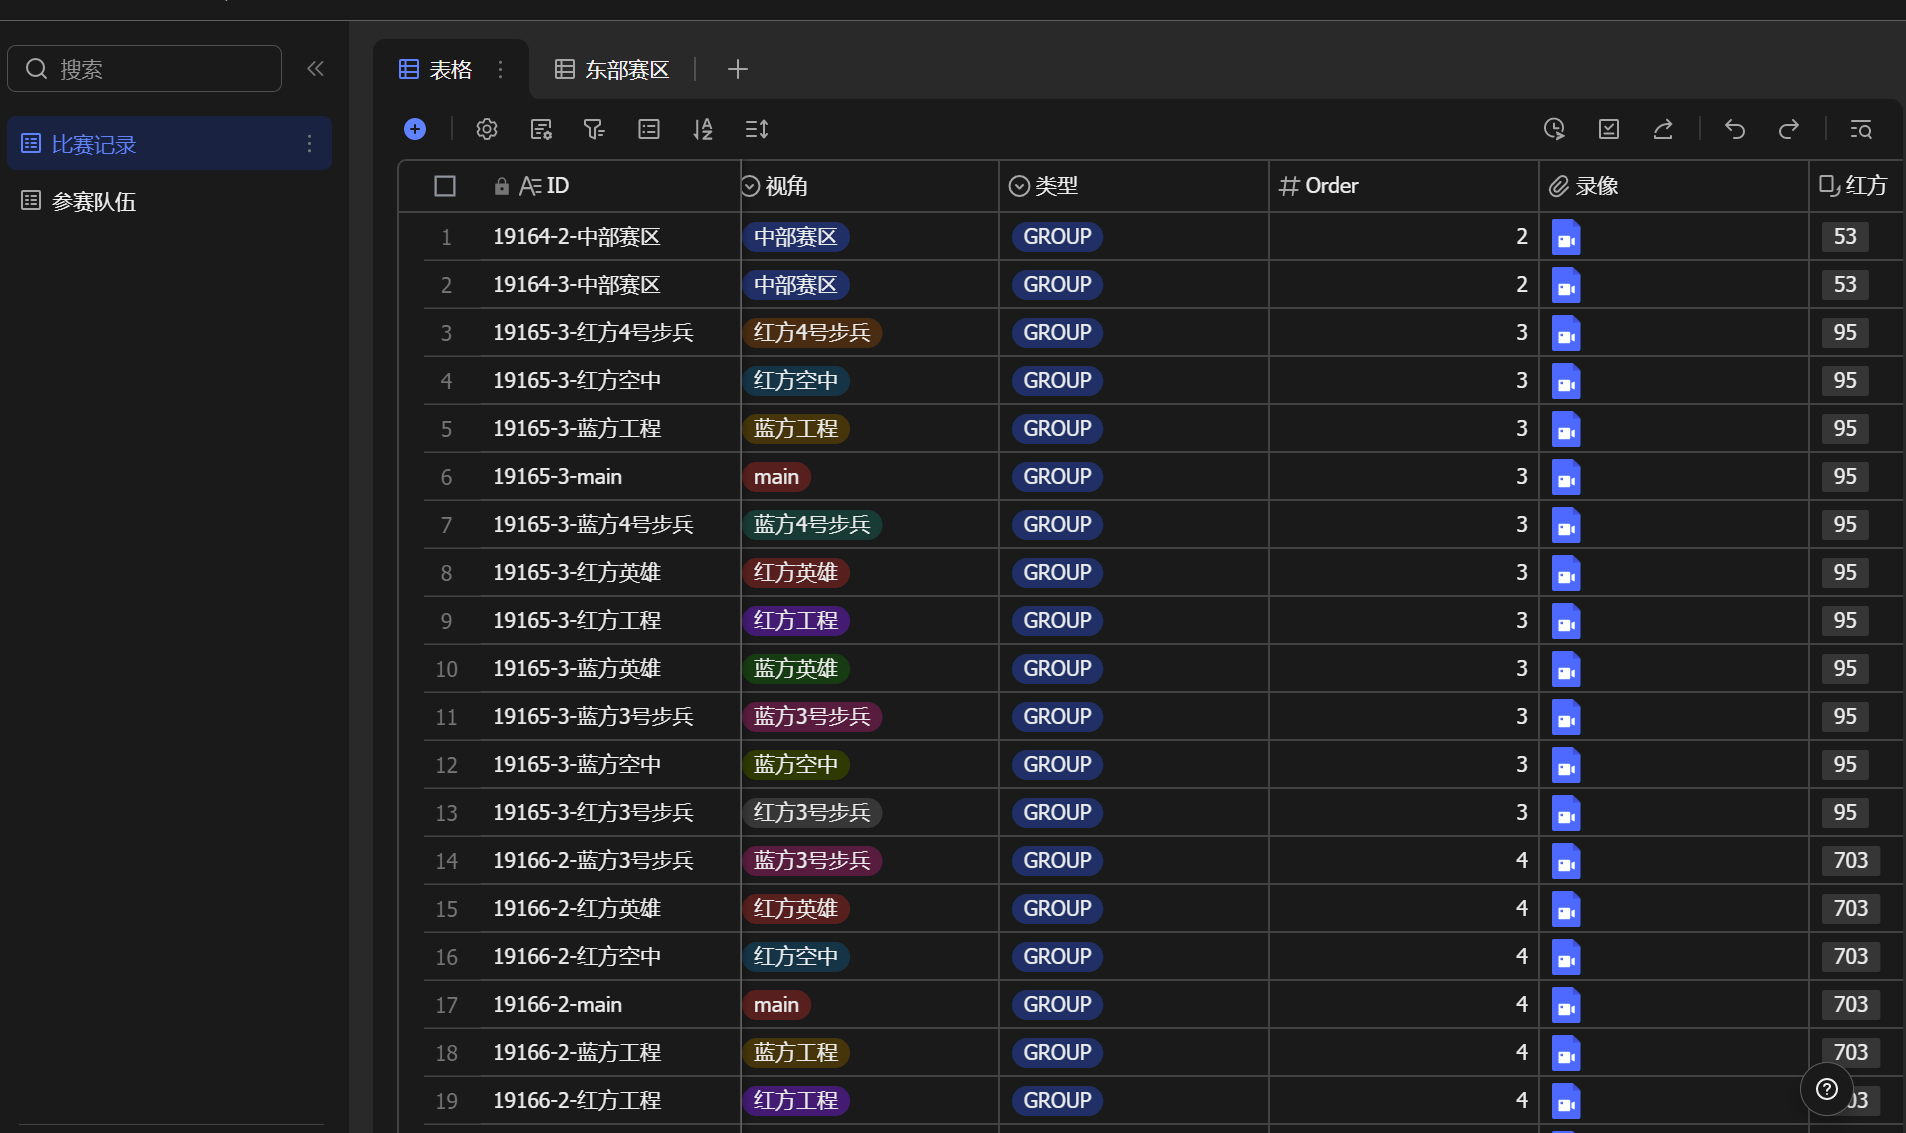 表格
东部赛区
搜索
比赛记录
参赛队伍
ID 视角 类型 Order 录像 红方
1 19164-2-中部赛区 中部赛区 GROUP 2 53
2 19164-3-中部赛区 中部赛区 GROUP 2 53
3 19165-3-红方4号步兵 红方4号步兵 GROUP 3 95
4 19165-3-红方空中 红方空中 GROUP 3 95
5 19165-3-蓝方工程 蓝方工程 GROUP 3 95
6 19165-3-main main GROUP 3 95
7 19165-3-蓝方4号步兵 蓝方4号步兵 GROUP 3 95
8 19165-3-红方英雄 红方英雄 GROUP 3 95
9 19165-3-红方工程 红方工程 GROUP 3 95
10 19165-3-蓝方英雄 蓝方英雄 GROUP 3 95
11 19165-3-蓝方3号步兵 蓝方3号步兵 GROUP 3 95
12 19165-3-蓝方空中 蓝方空中 GROUP 3 95
13 19165-3-红方3号步兵 红方3号步兵 GROUP 3 95
14 19166-2-蓝方3号步兵 蓝方3号步兵 GROUP 4 703
15 19166-2-红方英雄 红方英雄 GROUP 4 703
16 19166-2-红方空中 红方空中 GROUP 4 703
17 19166-2-main main GROUP 4 703
18 19166-2-蓝方工程 蓝方工程 GROUP 4 703
19 19166-2-红方工程 红方工程 GROUP 4 03